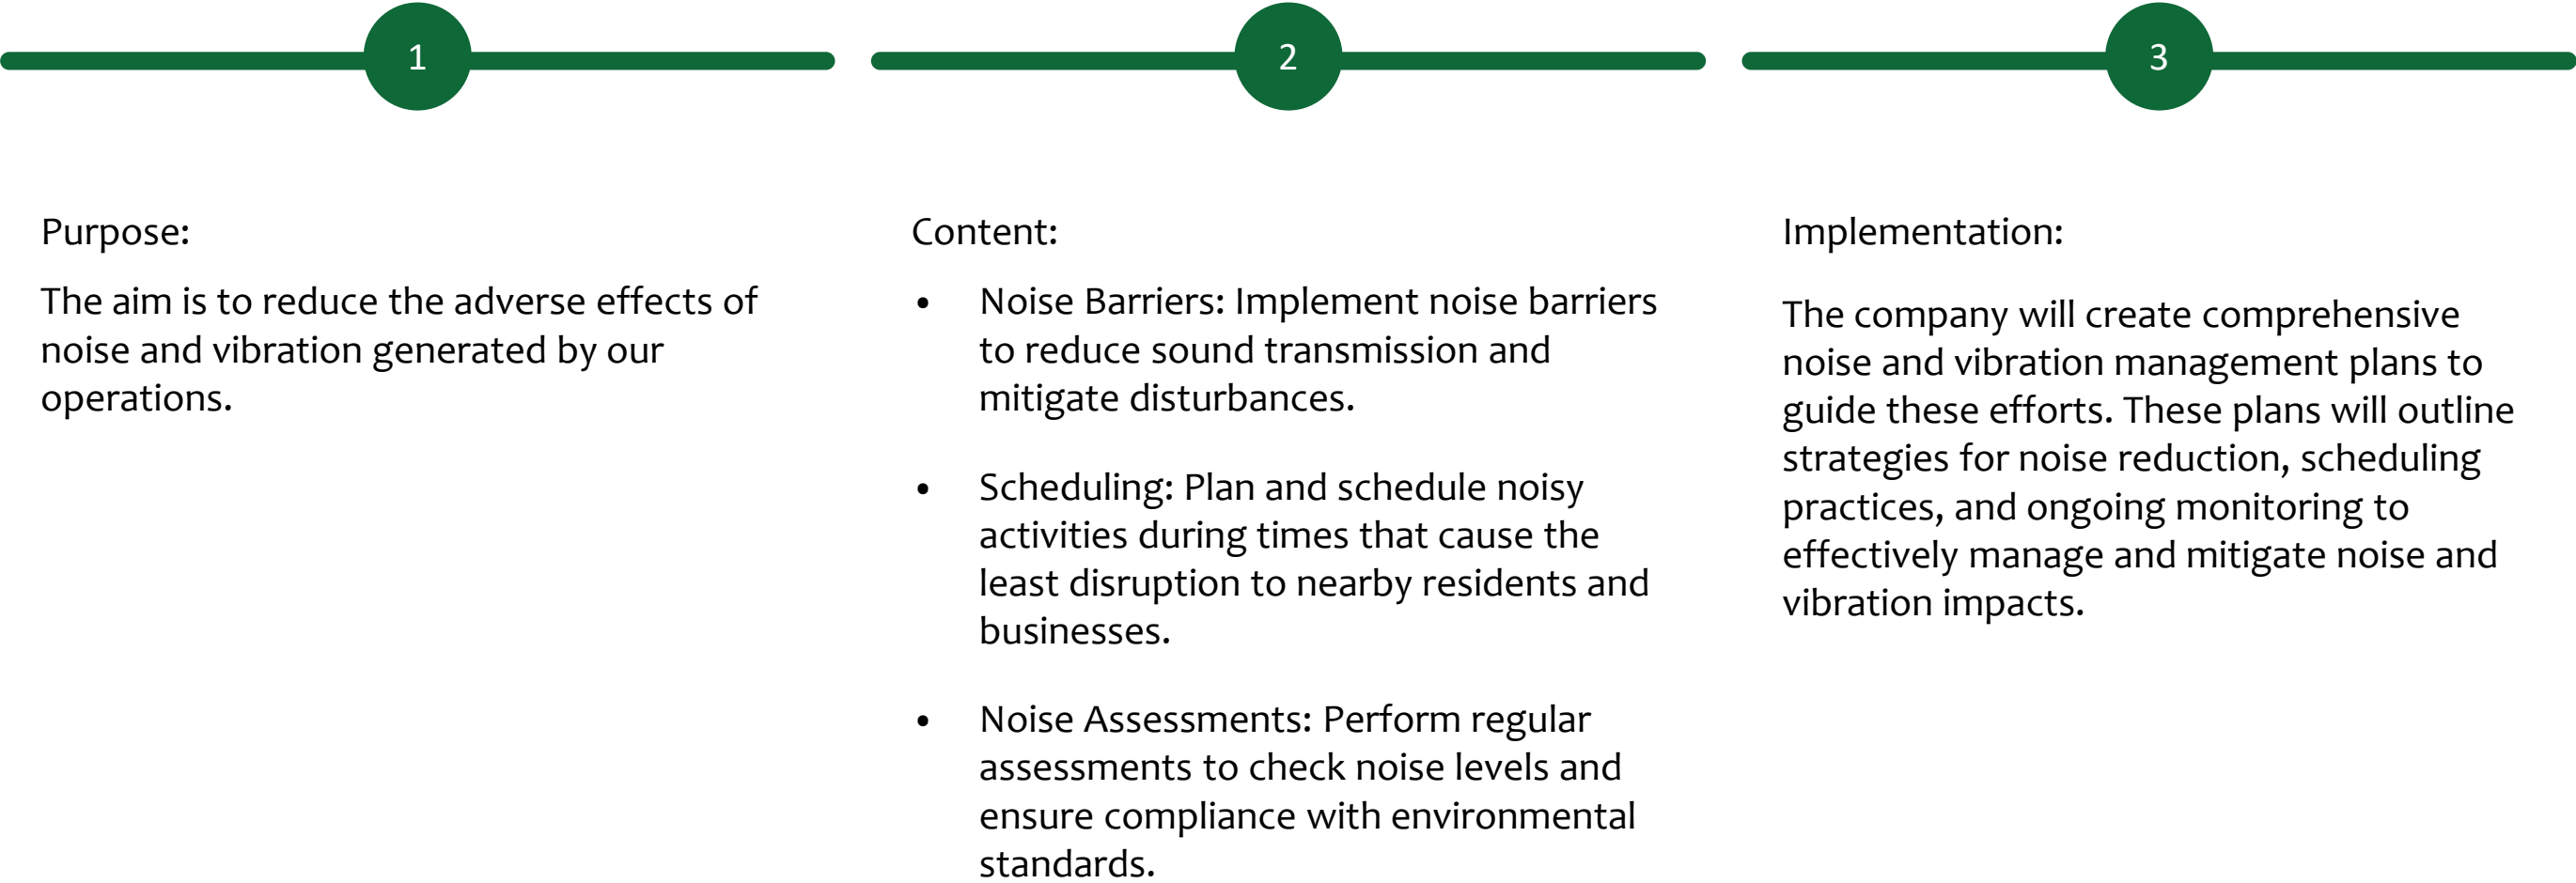 1
Purpose:
The aim is to reduce the adverse effects of
noise and vibration generated by our
operations.
2
Content:
• Noise Barriers: Implement noise barriers
to reduce sound transmission and
mitigate disturbances.
• Scheduling: Plan and schedule noisy
activities during times that cause the
least disruption to nearby residents and
businesses.
• Noise Assessments: Perform regular
assessments to check noise levels and
ensure compliance with environmental
standards.
3
Implementation:
The company will create comprehensive
noise and vibration management plans to
guide these efforts. These plans will outline
strategies for noise reduction, scheduling
practices, and ongoing monitoring to
effectively manage and mitigate noise and
vibration impacts.